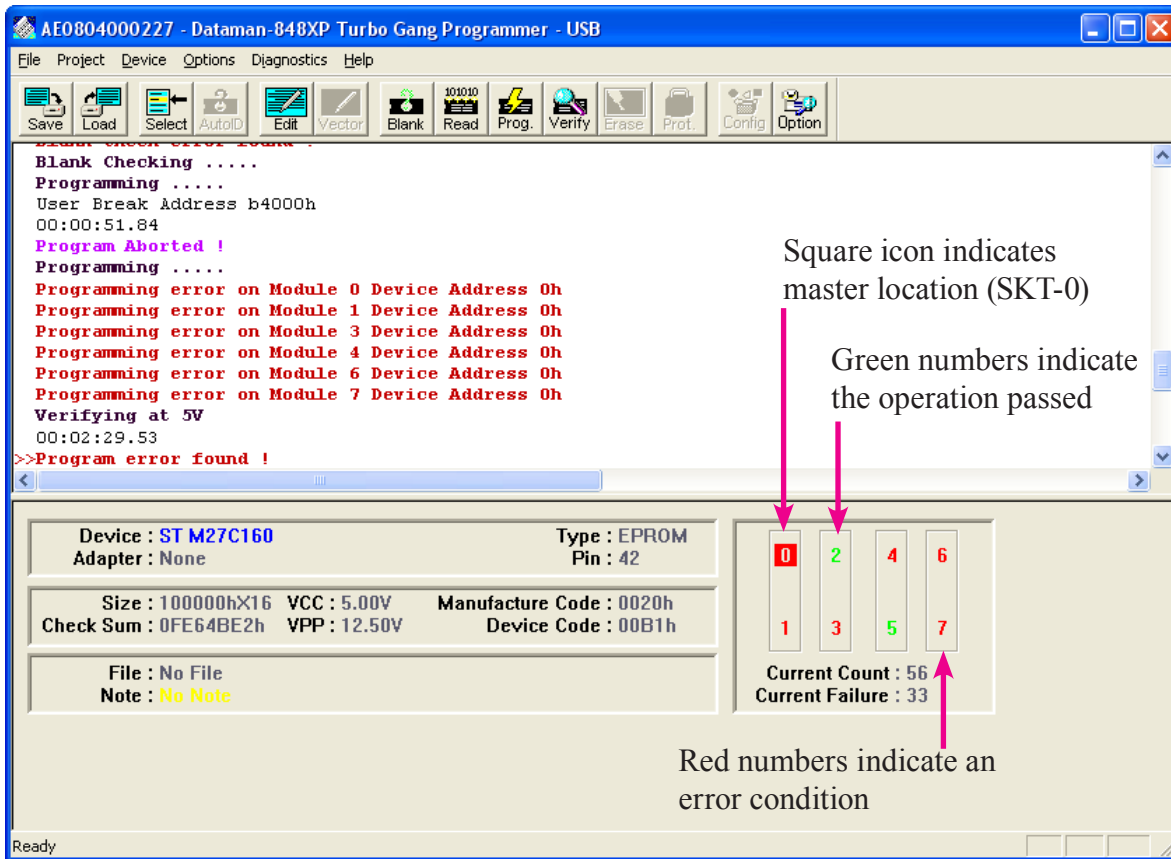 AE0804000227 - Dataman-848XP Turbo Gang Programmer - USB
File Project Device Options Diagnostics Help
101010
Save Load Select AutoID Edit Vector Blank Read Prog. Verify Erase Prot. Config Option
Blank Check error found !
Blank Checking .....
Programming .....
User Break Address b4000h
00:00:51.84
Program Aborted !
Programming .....
Programming error on Module 0 Device Address 0h
Programming error on Module 1 Device Address 0h
Programming error on Module 3 Device Address 0h
Programming error on Module 4 Device Address 0h
Programming error on Module 6 Device Address 0h
Programming error on Module 7 Device Address 0h
Verifying at 5V
00:02:29.53
>>Program error found !
Square icon indicates
master location (SKT-0)
Green numbers indicate
the operation passed
Device : ST M27C160 Type : EPROM
Adapter : None Pin : 42
Size : 100000hX16 VCC : 5.00V Manufacture Code : 0020h
Check Sum : 0FE64BE2h VPP : 12.50V Device Code : 00B1h
File : No File
Note : No Note
0 2 4 6
1 3 5 7
Current Count : 56
Current Failure : 33
Red numbers indicate an
error condition
Ready